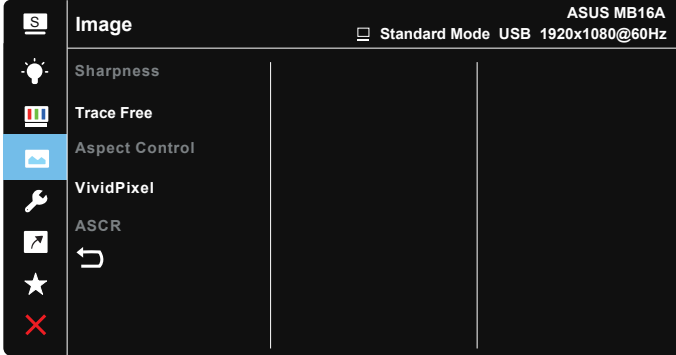 S
Image
ASUS MB16A
Standard Mode USB 1920x1080@60Hz
Sharpness
Trace Free
Aspect Control
VividPixel
ASCR